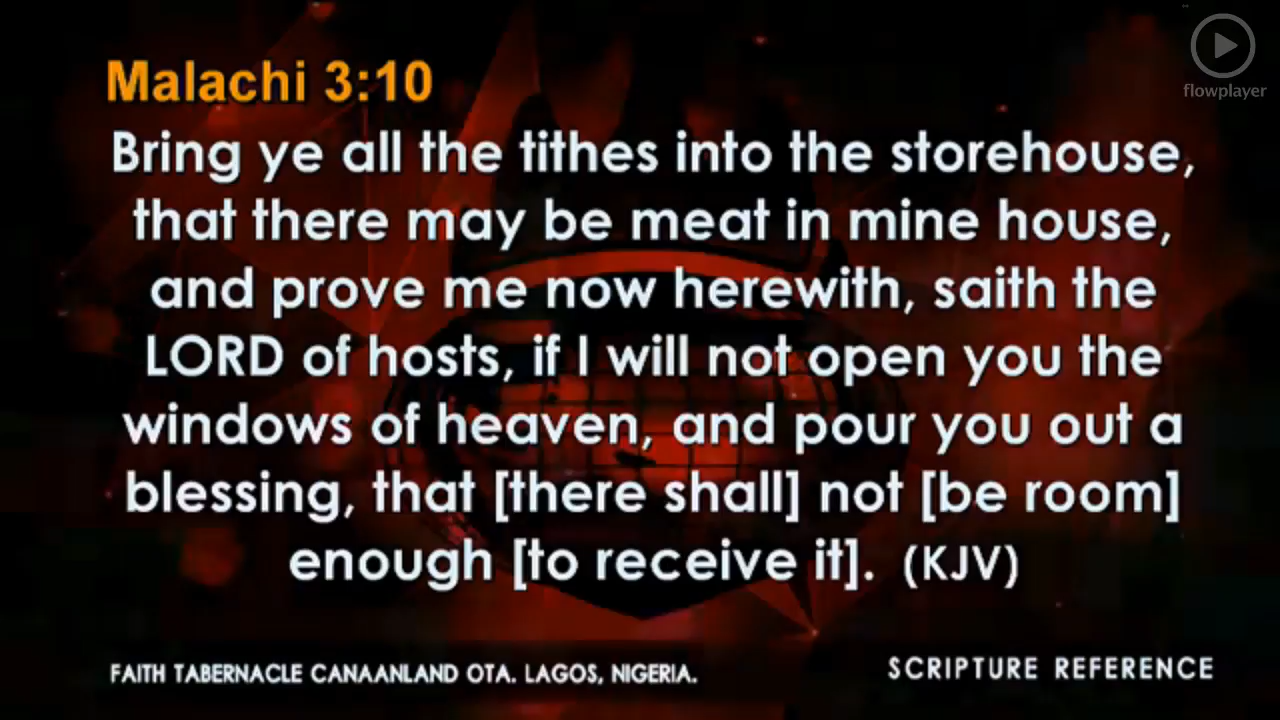 flowplayer
Malachi 3:10
Bring ye all the tithes into the storehouse,
that there may be meat in mine house,
and prove me now herewith, saith the
LORD of hosts, if I will not open you the
windows of heaven, and pour you out a
blessing, that [there shall] not [be room]
enough [to receive it]. (KJV)
FAITH TABERNACLE CANAANLAND OTA. LAGOS, NIGERIA.
SCRIPTURE REFERENCE